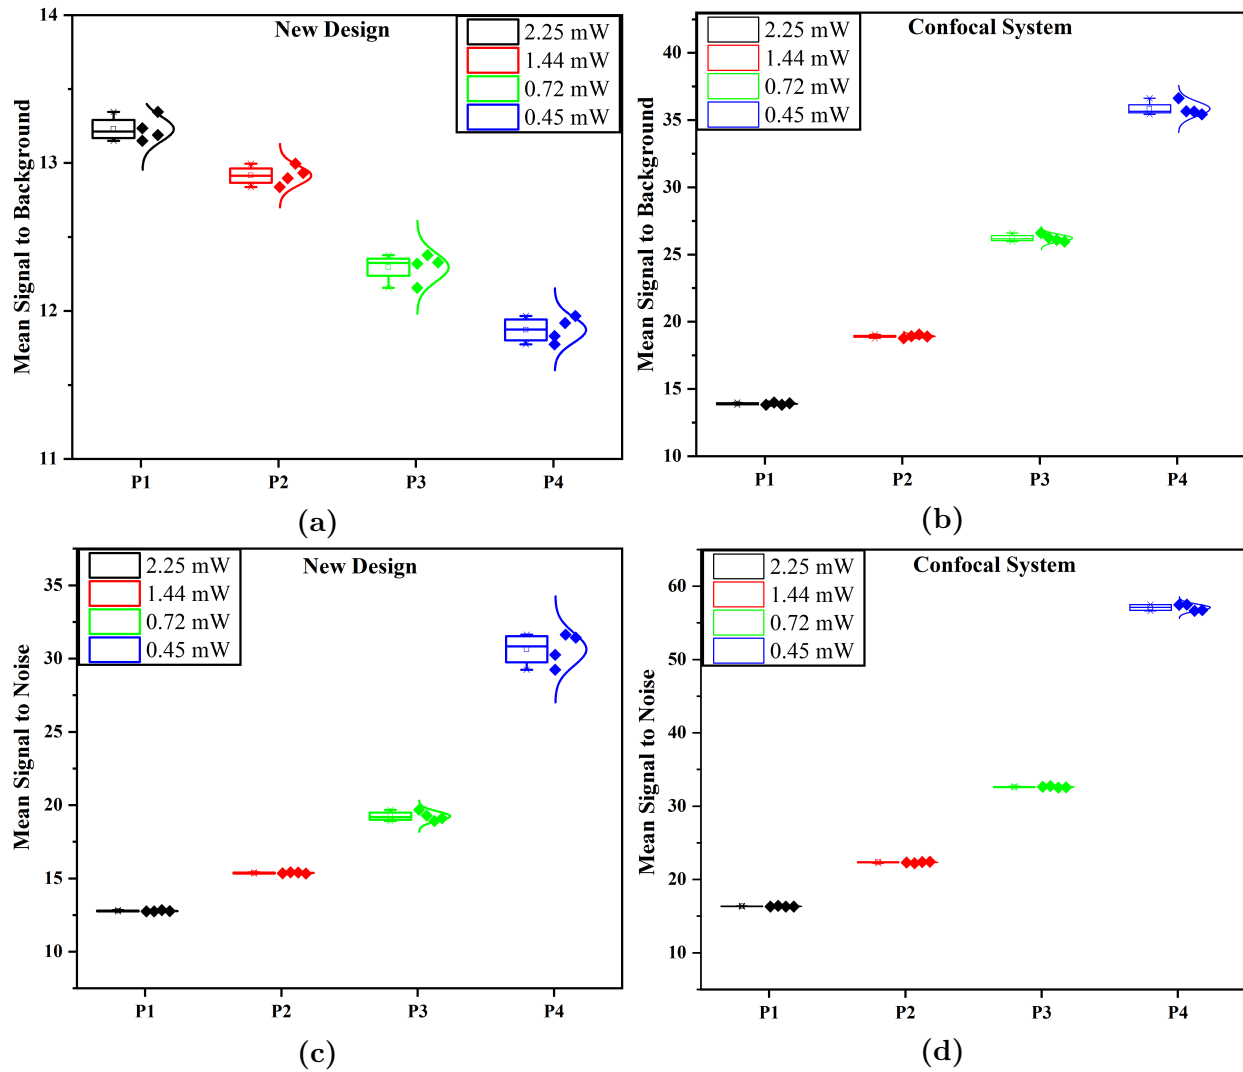 New Design
2.25 mW
1.44 mW
0.72 mW
0.45 mW
Mean Signal to Background
14
13
12
11
P1 P2 P3 P4
(a)
Confocal System
2.25 mW
1.44 mW
0.72 mW
0.45 mW
Mean Signal to Background
40
35
30
25
20
15
10
P1 P2 P3 P4
(b)
New Design
2.25 mW
1.44 mW
0.72 mW
0.45 mW
Mean Signal to Noise
35
30
25
20
15
10
P1 P2 P3 P4
(c)
Confocal System
2.25 mW
1.44 mW
0.72 mW
0.45 mW
Mean Signal to Noise
60
50
40
30
20
10
P1 P2 P3 P4
(d)